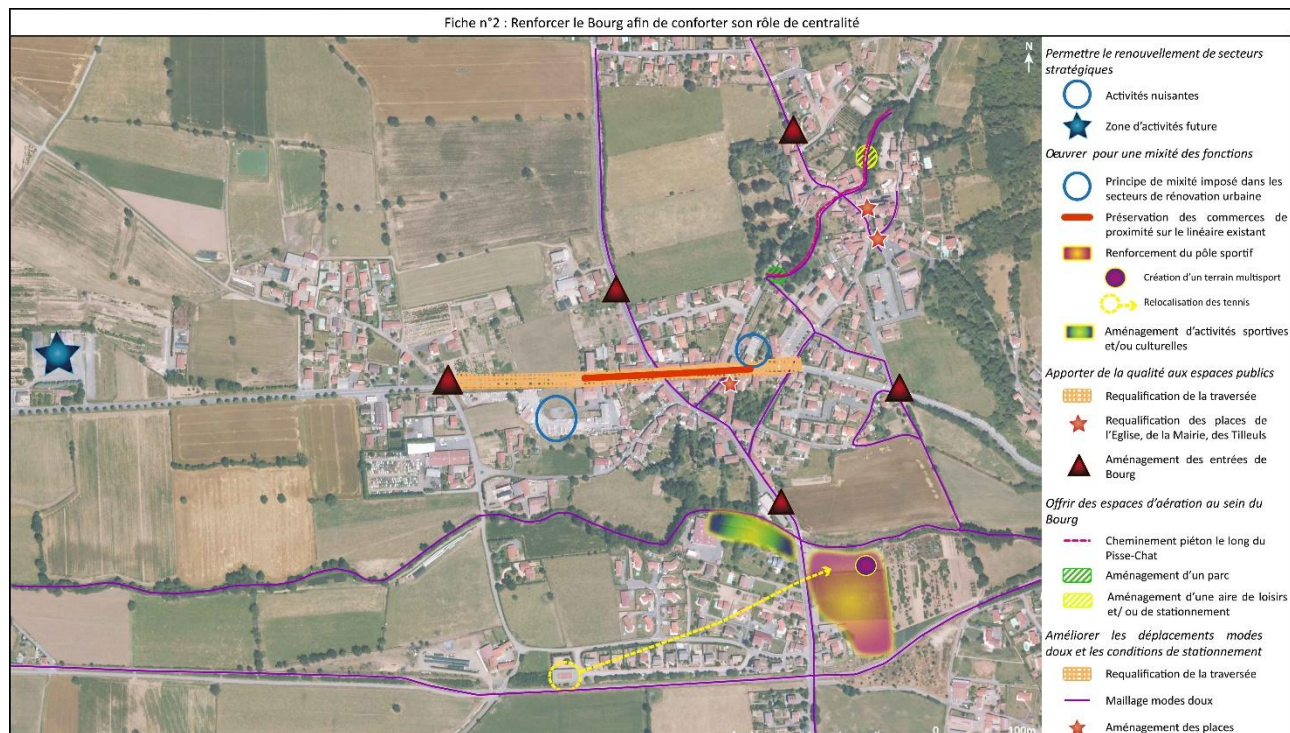 Fiche n°2 : Renforcer le Bourg afin de conforter son rôle de centralité
N
Permettre le renouvellement de secteurs
stratégiques
Activités nuisantes
Zone d'activités future
Œuvrer pour une mixité des fonctions
Principe de mixité imposé dans les
secteurs de rénovation urbaine
Préservation des commerces de
proximité sur le linéaire existant
Renforcement du pôle sportif
Création d'un terrain multisport
Relocalisation des tennis
Aménagement d'activités sportives
et/ou culturelles
Apporter de la qualité aux espaces publics
Requalification de la traversée
Requalification des places de
l'Eglise, de la Mairie, des Tilleuls
Aménagement des entrées de
Bourg
Offrir des espaces d'aération au sein du
Bourg
Cheminement piéton le long du
Pisse-Chat
Aménagement d'un parc
Aménagement d'une aire de loisirs
et/ ou de stationnement
Améliorer les déplacements modes
doux et les conditions de stationnement
Requalification de la traversée
Maillage modes doux
Aménagement des places
0 100m